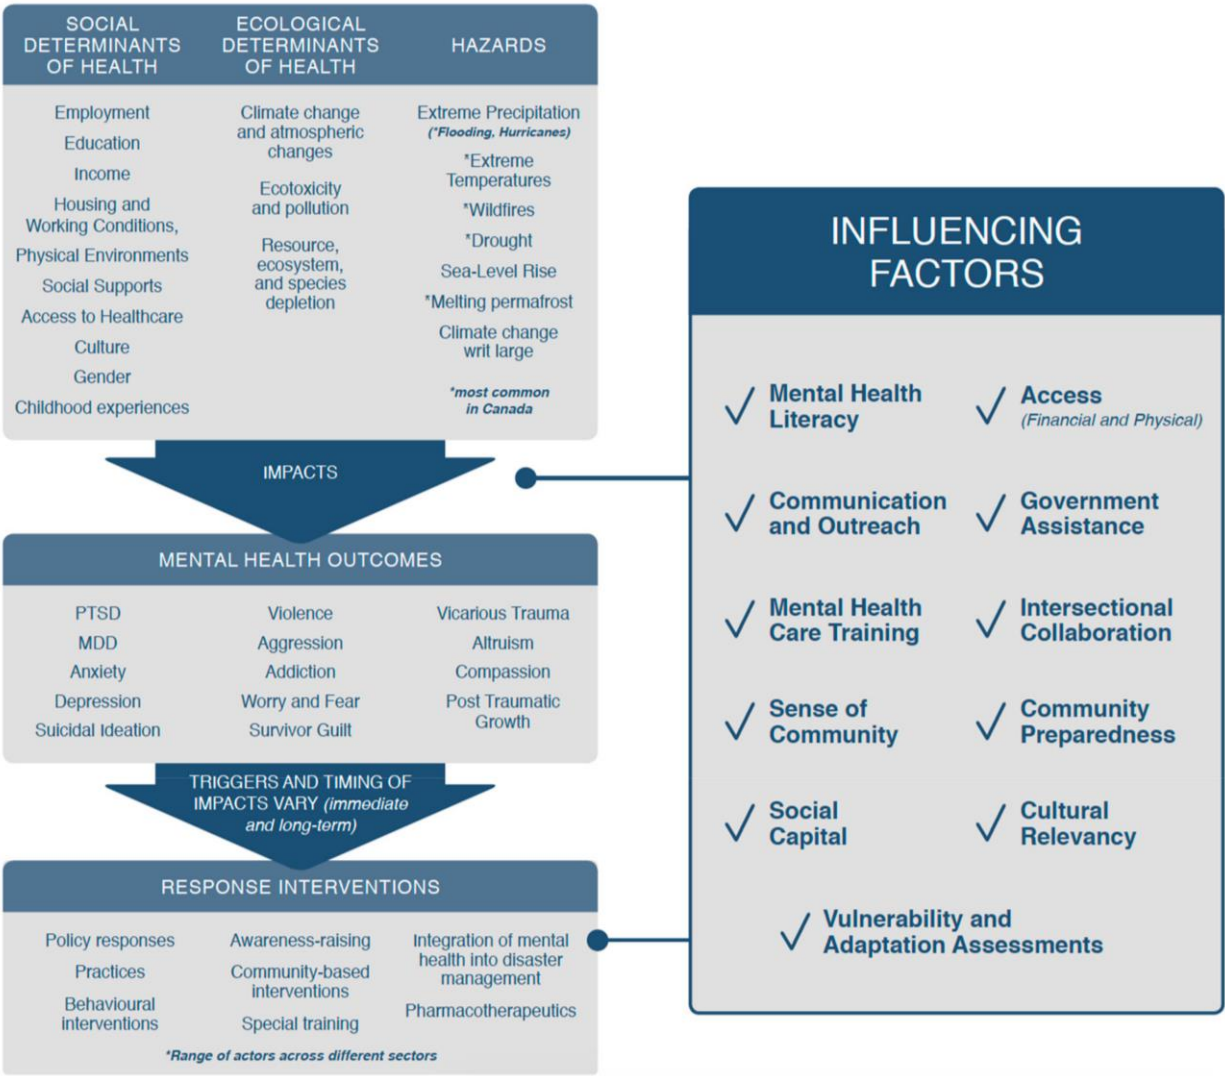 SOCIAL
DETERMINANTS
OF HEALTH
Employment
Education
Income
Housing and
Working Conditions,
Physical Environments
Social Supports
Access to Healthcare
Culture
Gender
Childhood experiences
ECOLOGICAL
DETERMINANTS
OF HEALTH
Climate change
and atmospheric
changes
Ecotoxicity
and pollution
Resource,
ecosystem,
and species
depletion
HAZARDS
Extreme Precipitation
(*Flooding, Hurricanes)
*Extreme
Temperatures
*Wildfires
*Drought
Sea-Level Rise
*Melting permafrost
Climate change
writ large
*most common
in Canada
IMPACTS
MENTAL HEALTH OUTCOMES
PTSD
MDD
Anxiety
Depression
Suicidal Ideation
Violence
Aggression
Addiction
Worry and Fear
Survivor Guilt
Vicarious Trauma
Altruism
Compassion
Post Traumatic
Growth
TRIGGERS AND TIMING OF
IMPACTS VARY (immediate
and long-term)
RESPONSE INTERVENTIONS
Policy responses
Practices
Behavioural
interventions
Awareness-raising
Community-based
interventions
Special training
Integration of mental
health into disaster
management
Pharmacotherapeutics
*Range of actors across different sectors
INFLUENCING
FACTORS
Mental Health
Literacy
Access
(Financial and Physical)
Communication
and Outreach
Government
Assistance
Mental Health
Care Training
Intersectional
Collaboration
Sense of
Community
Community
Preparedness
Social
Capital
Cultural
Relevancy
Vulnerability and
Adaptation Assessments